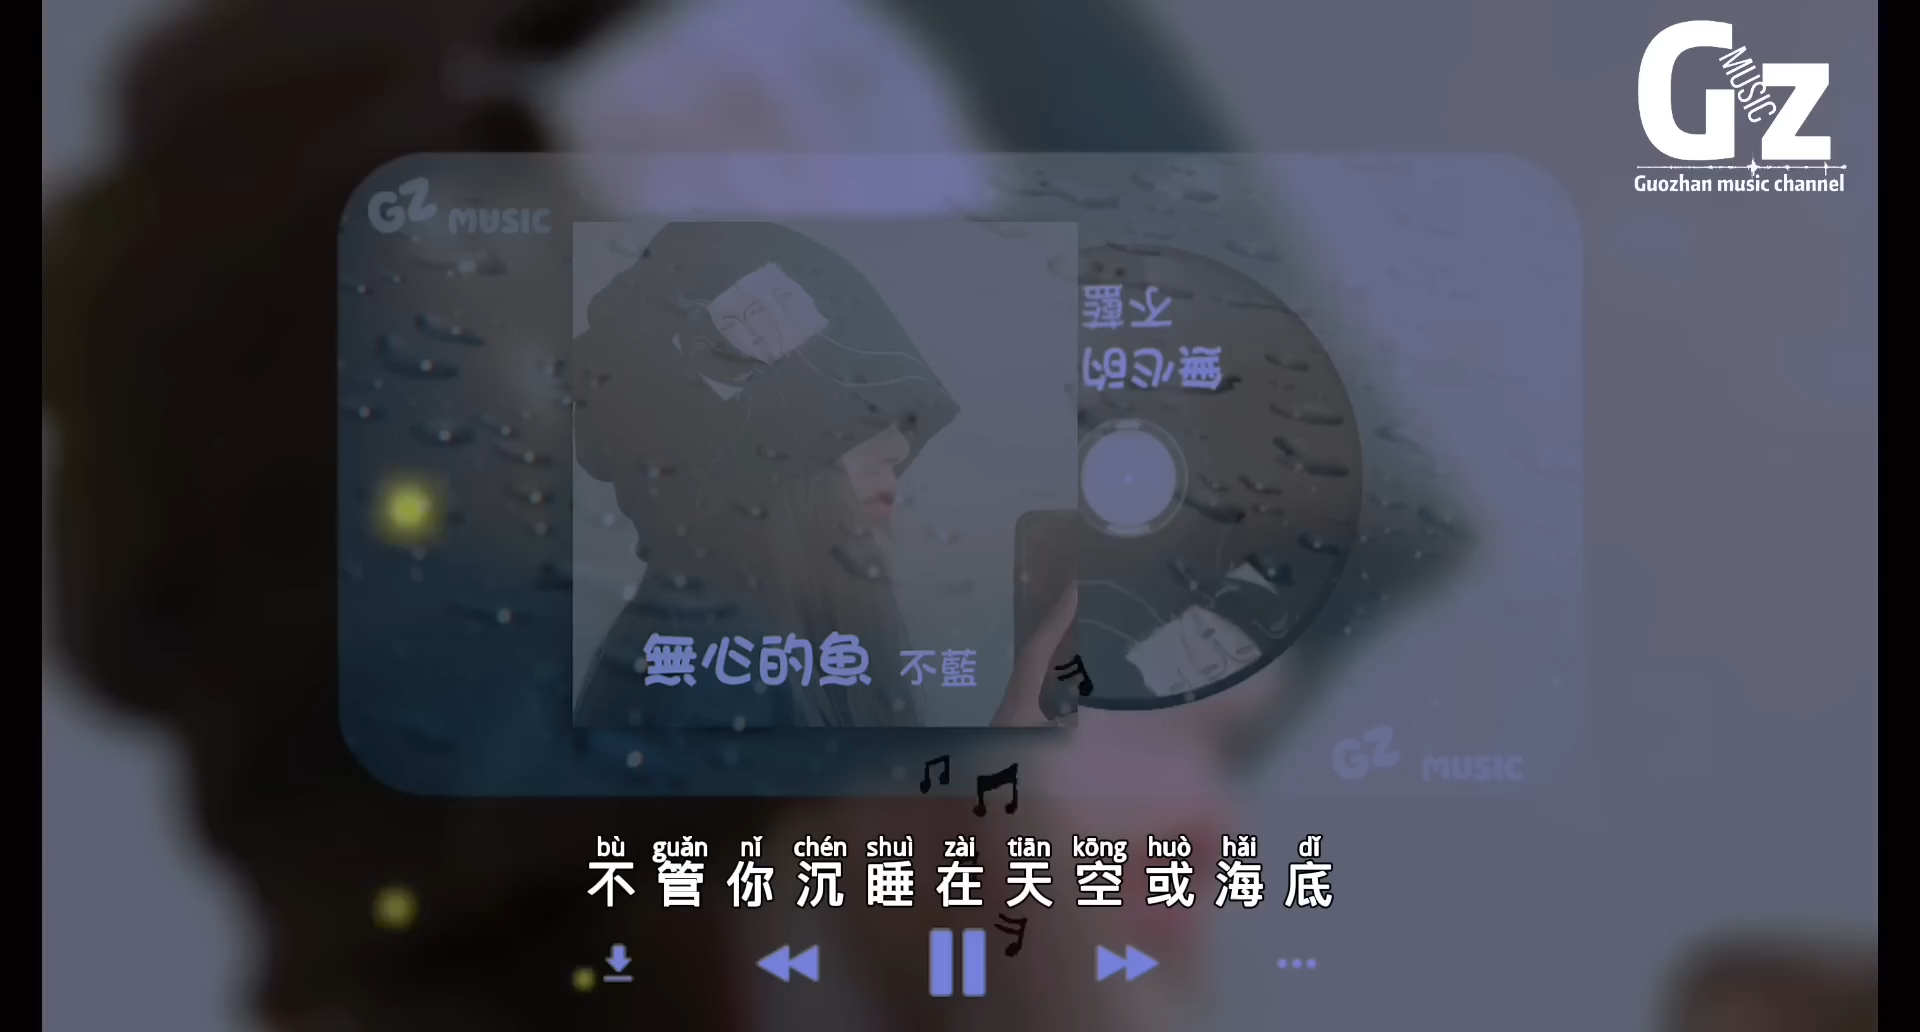 GZ
MUSIC
Guozhan music channel
GZ MUSIC
不藍
無心的
無心的魚 不藍
GZ MUSIC
bù guǎn nǐ chén shuì zài tiān kōng huò hǎi dǐ
不管你沉睡在天空或海底